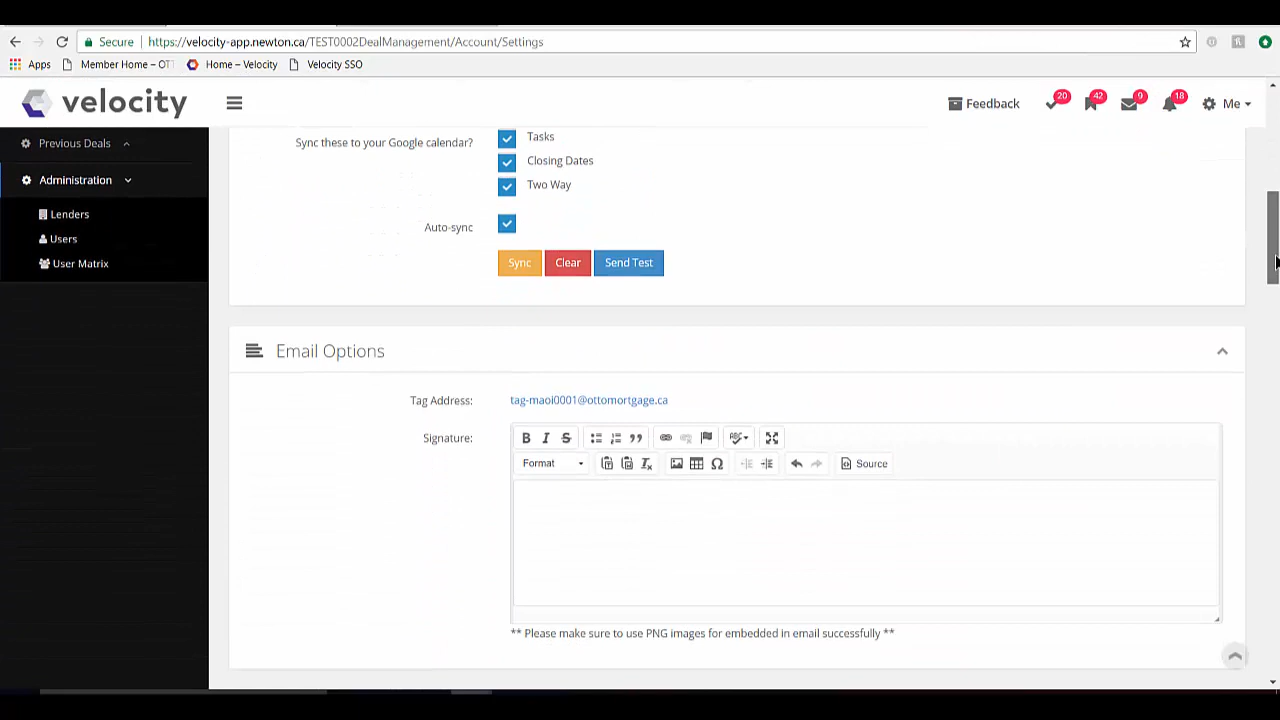 Secure https://velocity-app.newton.ca/TEST0002DealManagement/Account/Settings
Apps Member Home – OT Home – Velocity Velocity SSO
velocity Feedback 20 42 9 18 Me
Previous Deals
Administration
Lenders
Users
User Matrix
Sync these to your Google calendar? Tasks
Closing Dates
Two Way
Auto-sync
Sync Clear Send Test
Email Options
Tag Address: tag-maoi0001@ottomortgage.ca
Signature: B I S ABC
Format Source
** Please make sure to use PNG images for embedded in email successfully **